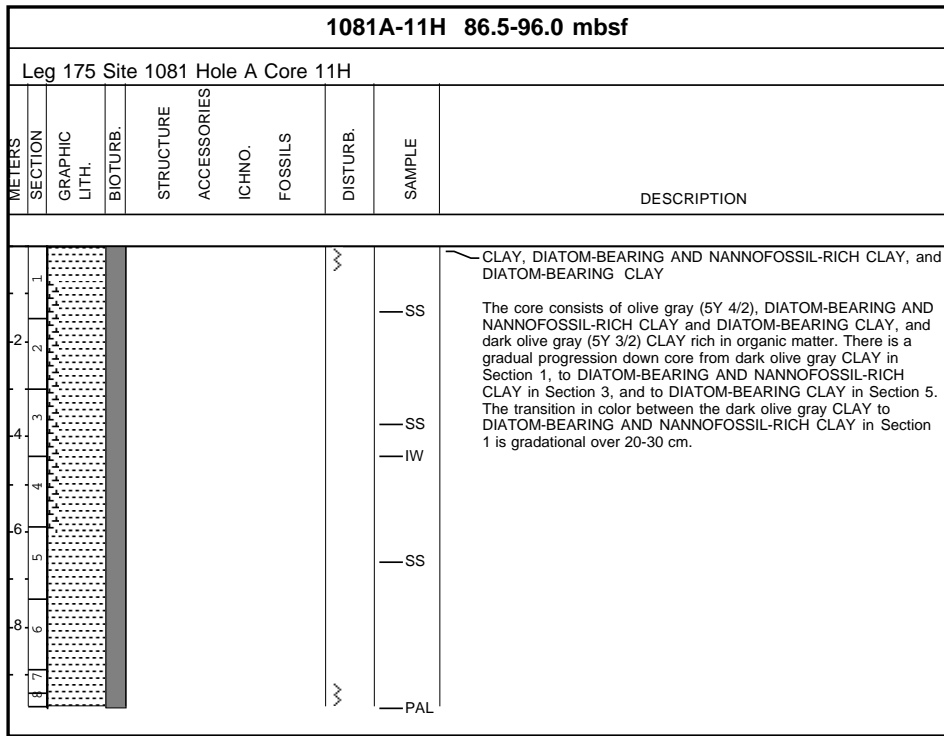 1081A-11H 86.5-96.0 mbsf
Leg 175 Site 1081 Hole A Core 11H
METERS
SECTION
GRAPHIC
LITH.
BIOTURB.
STRUCTURE
ACCESSORIES
ICHNO.
FOSSILS
DISTURB.
SAMPLE
DESCRIPTION
CLAY, DIATOM-BEARING AND NANNOFOSSIL-RICH CLAY, and
DIATOM-BEARING CLAY
The core consists of olive gray (5Y 4/2), DIATOM-BEARING AND
NANNOFOSSIL-RICH CLAY and DIATOM-BEARING CLAY, and
dark olive gray (5Y 3/2) CLAY rich in organic matter. There is a
gradual progression down core from dark olive gray CLAY in
Section 1, to DIATOM-BEARING AND NANNOFOSSIL-RICH
CLAY in Section 3, and to DIATOM-BEARING CLAY in Section 5.
The transition in color between the dark olive gray CLAY to
DIATOM-BEARING AND NANNOFOSSIL-RICH CLAY in Section
1 is gradational over 20-30 cm.
1
SS
2
2
3
SS
4
IW
4
6
5
SS
8
6
7
8
PAL